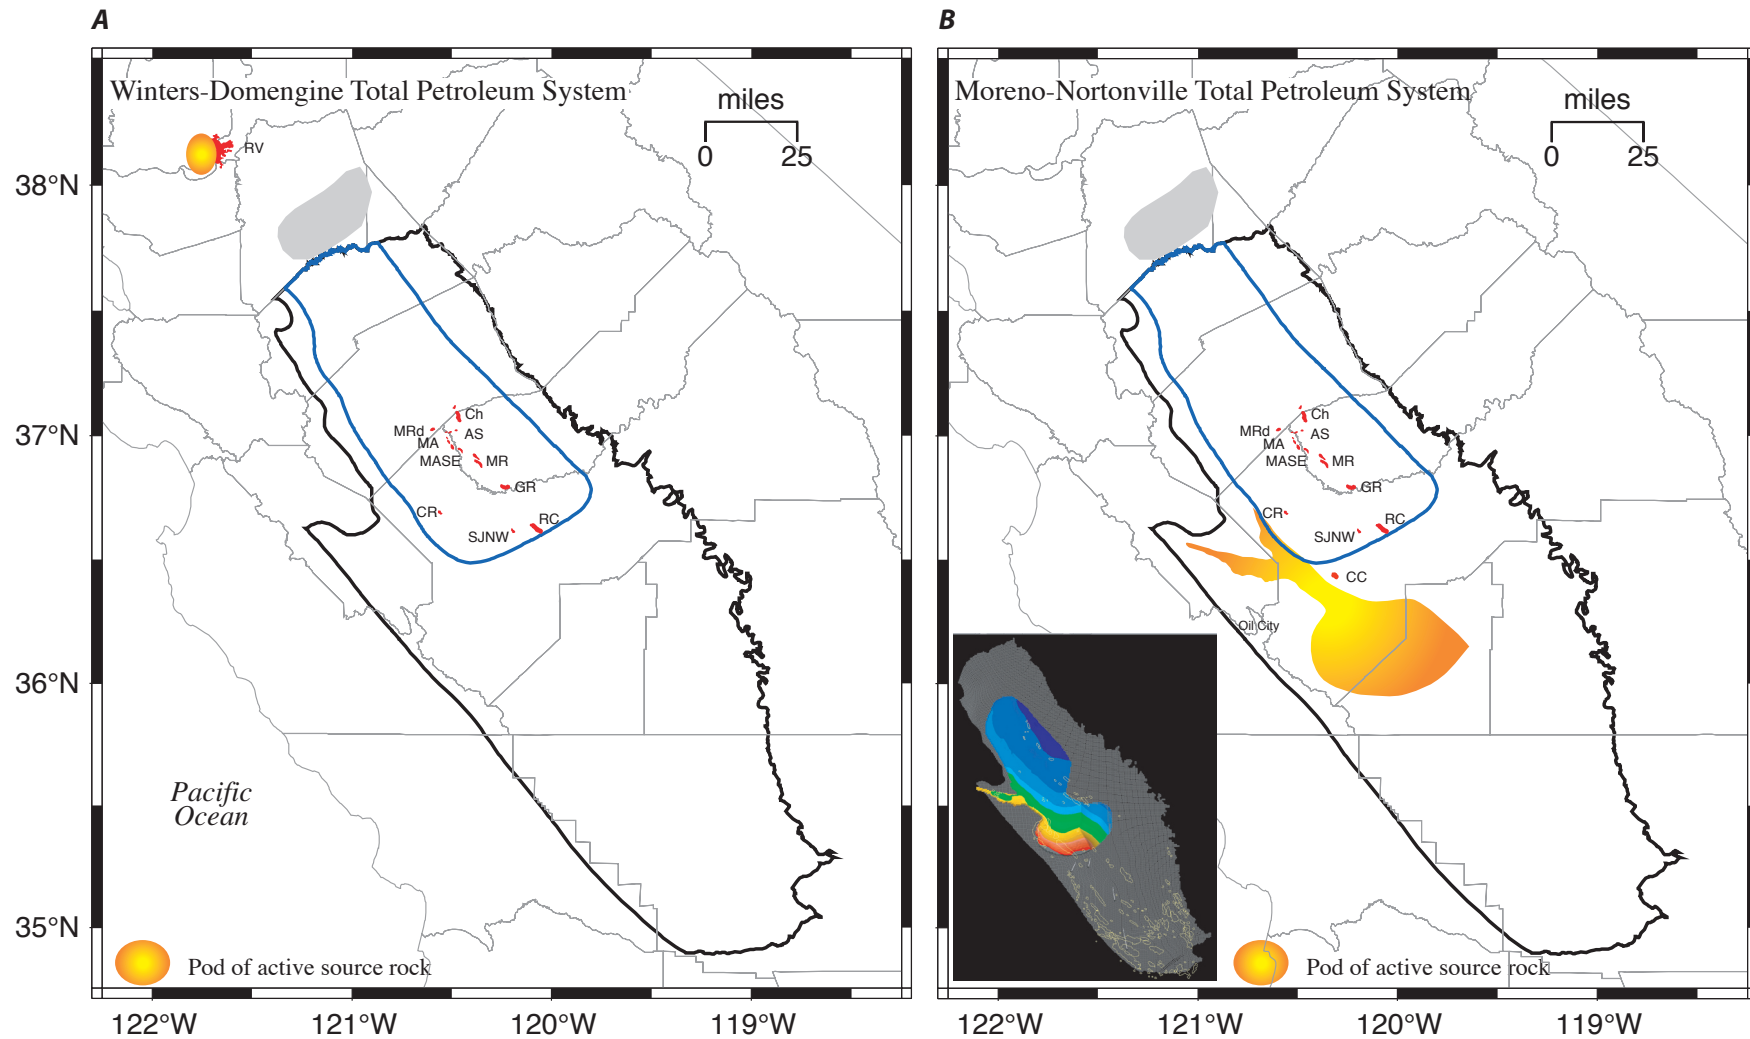 A
B
Winters-Domengine Total Petroleum System
miles
0 25
RV
38°N
37°N
36°N
35°N
Ch
MRd
AS
MA
MASE
MR
GR
CR
RC
SJNW
Pacific
Ocean
Pod of active source rock
122°W 121°W 120°W 119°W
Moreno-Nortonville Total Petroleum System
miles
0 25
Ch
MRd
AS
MA
MASE
MR
GR
CR
RC
SJNW
CC
Oil City
Pod of active source rock
122°W 121°W 120°W 119°W